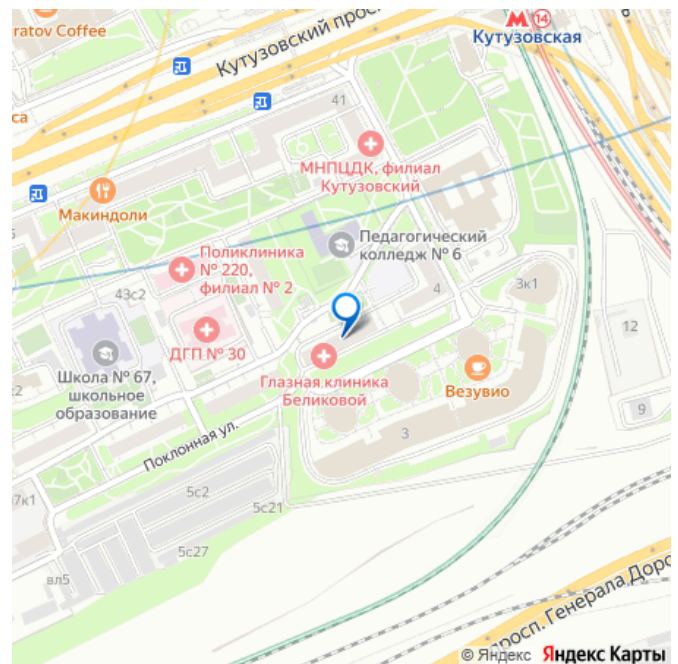 ratov Coffee
Кутузовский прос
14
Кутузовская
41
МНПЦДК, филиал
Кутузовский
Макиндоли
Педагогический
колледж № 6
Поликлиника
№ 220,
филиал № 2
43с2
4
3к1
12
ДГП № 30
Школа № 67,
школьное
образование
Глазная клиника
Беликовой
Везувио
9
3
Поклонная ул.
5с2
5с21
7к1
5с27
вл5
просп. Генерала Доро
© Яндекс Яндекс Карты